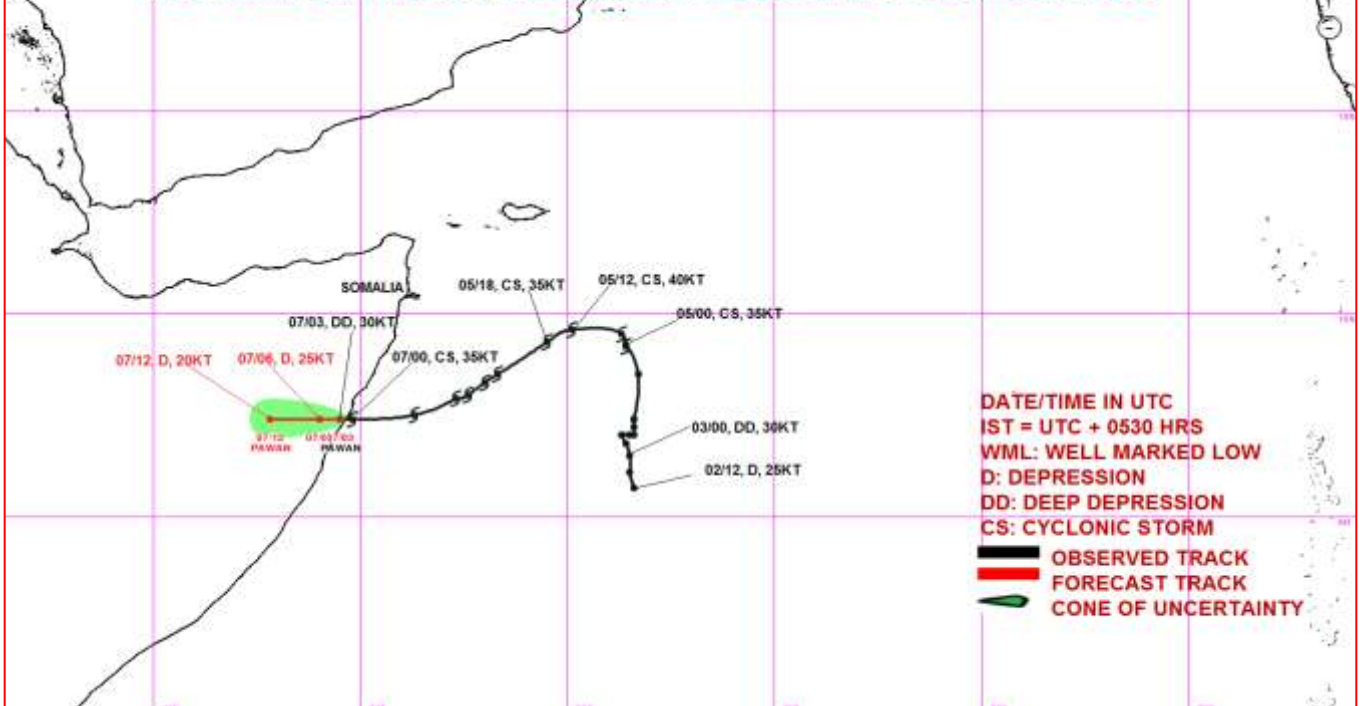 SOMALIA
05/18, CS, 35KT
05/12, CS, 40KT
05/00, CS, 35KT
07/03, DD, 30KT
07/00, CS, 35KT
07/12, D, 20KT
07/06, D, 25KT
07/12
PAWAN
PAWAN
03/00, DD, 30KT
02/12, D, 25KT
DATE/TIME IN UTC
IST = UTC + 0530 HRS
WML: WELL MARKED LOW
D: DEPRESSION
DD: DEEP DEPRESSION
CS: CYCLONIC STORM
OBSERVED TRACK
FORECAST TRACK
CONE OF UNCERTAINTY